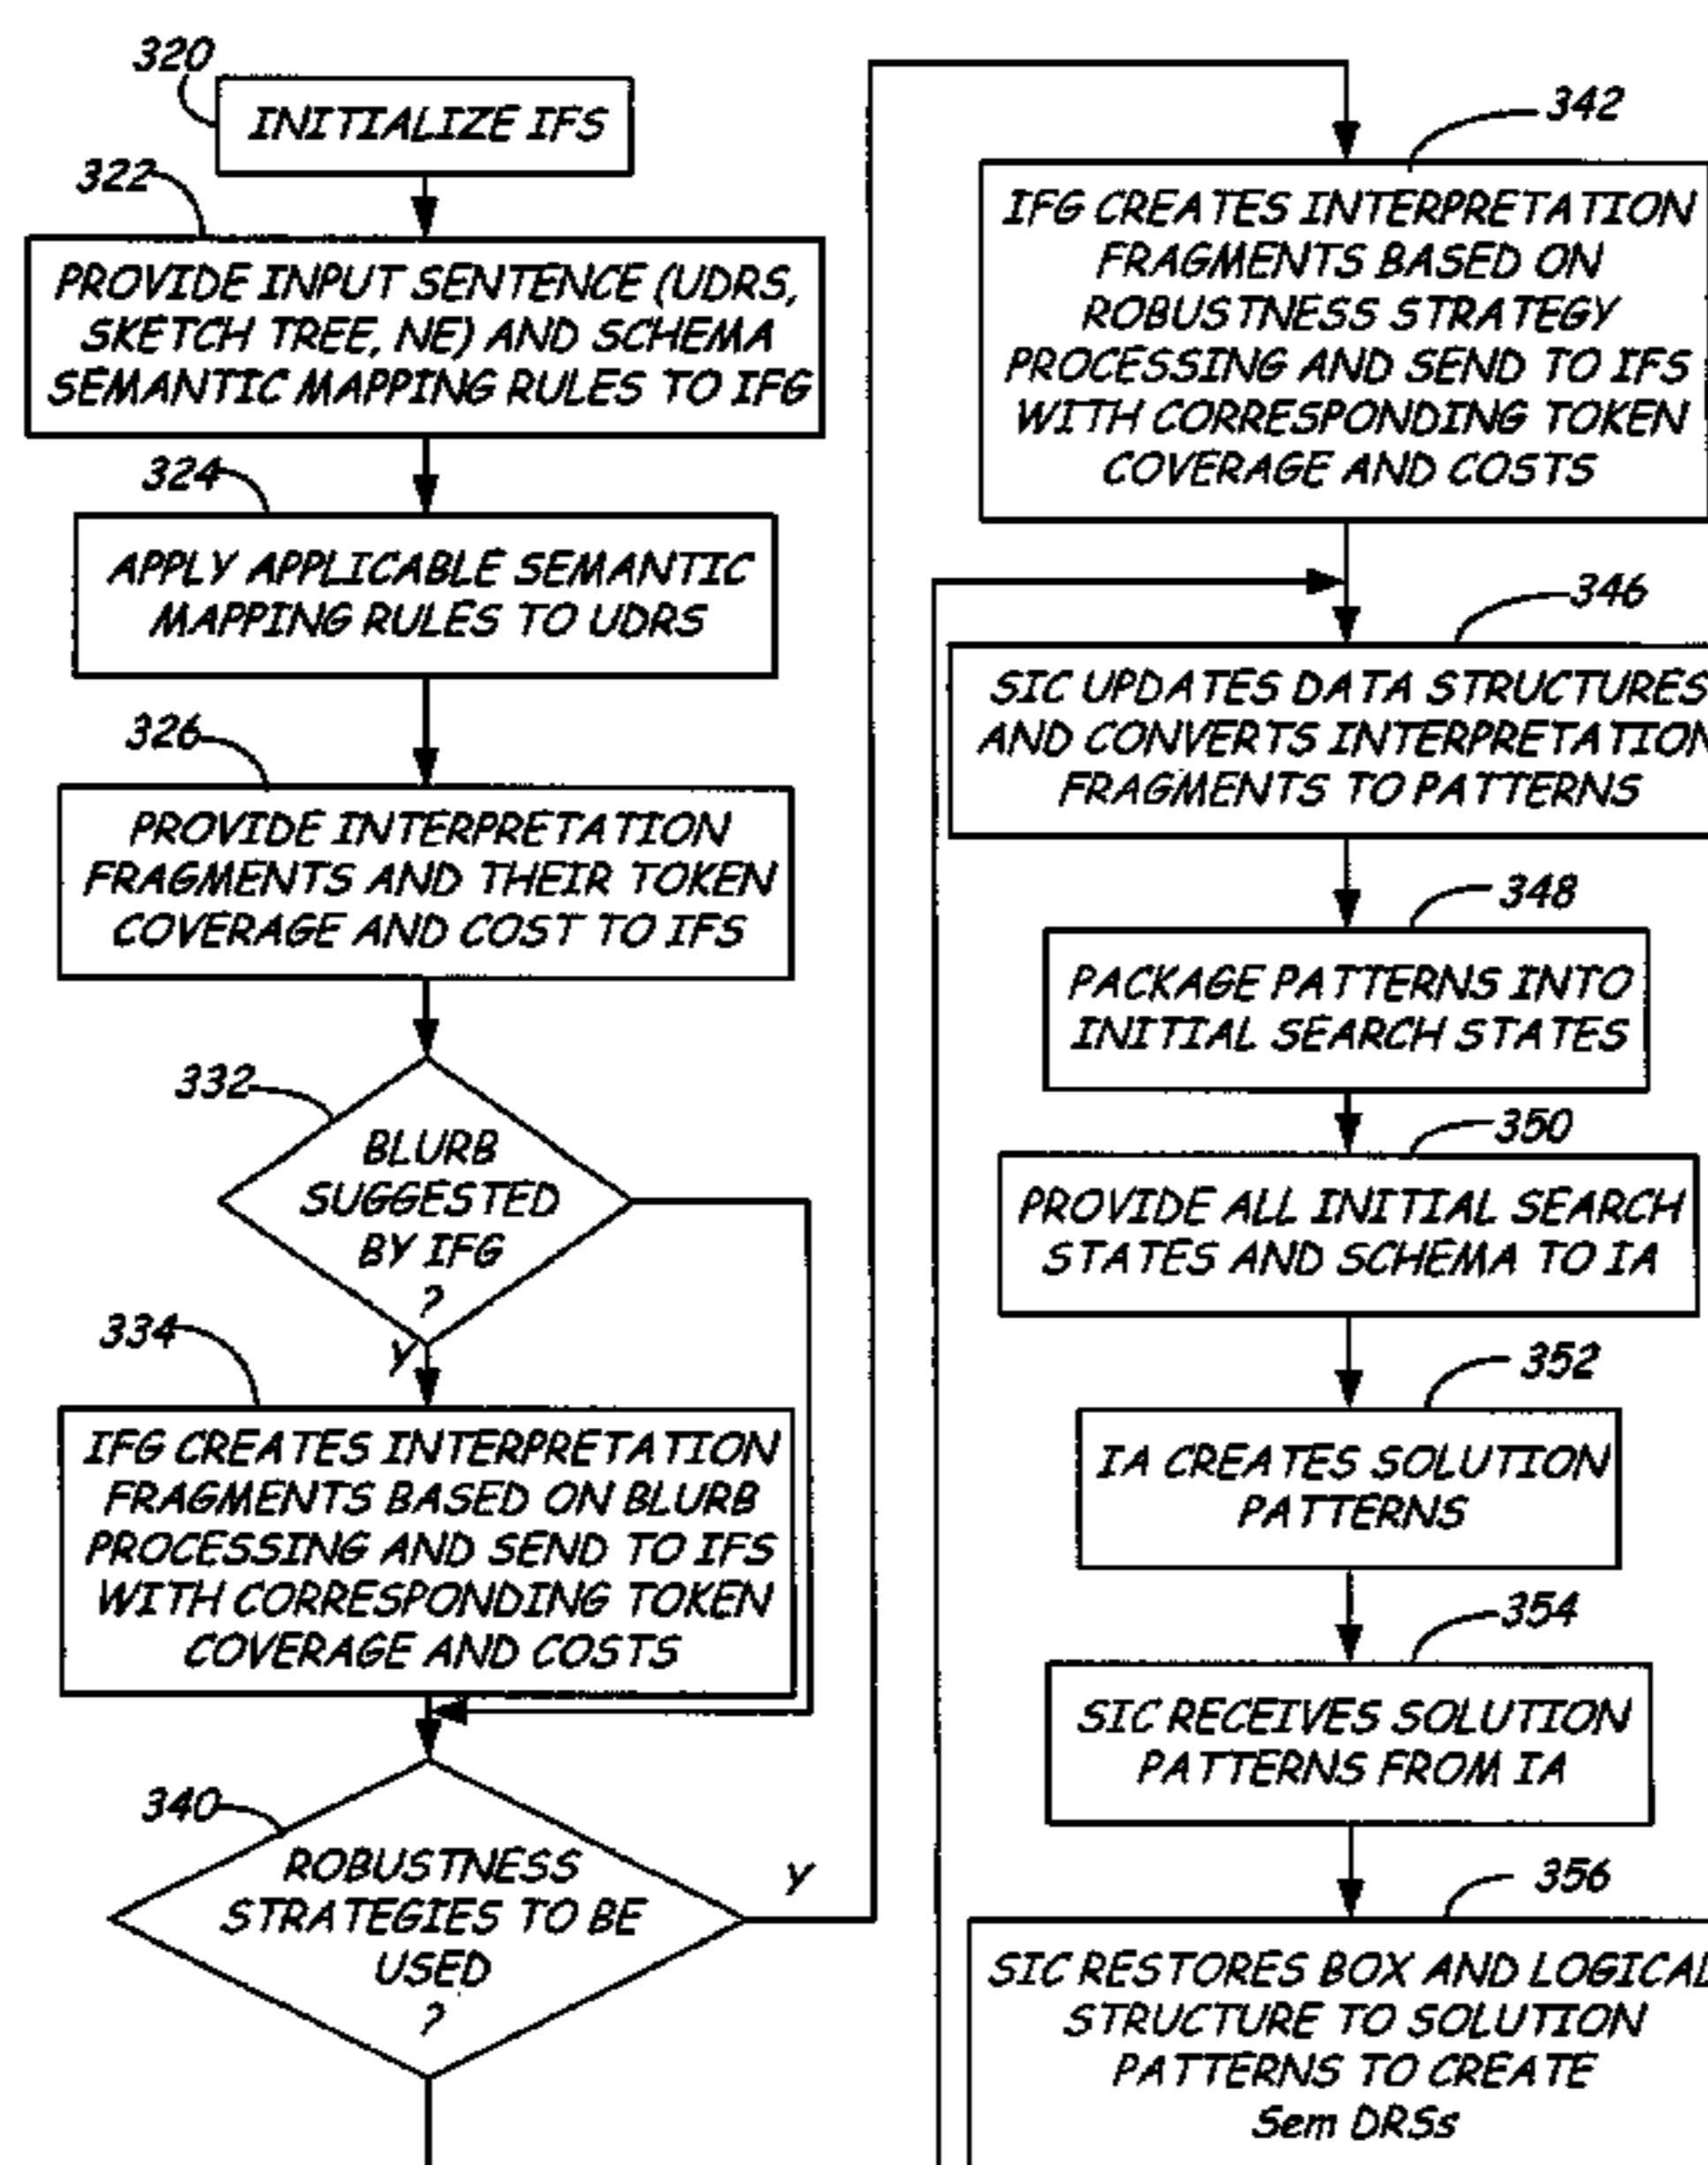 320
INITIALIZE IFS
322
PROVIDE INPUT SENTENCE (UDRS,
SKETCH TREE, NE) AND SCHEMA
SEMANTIC MAPPING RULES TO IFG
324
APPLY APPLICABLE SEMANTIC
MAPPING RULES TO UDRS
326
PROVIDE INTERPRETATION
FRAGMENTS AND THEIR TOKEN
COVERAGE AND COST TO IFS
332
BLURB
SUGGESTED
BY IFG
?
Y
334
IFG CREATES INTERPRETATION
FRAGMENTS BASED ON BLURB
PROCESSING AND SEND TO IFS
WITH CORRESPONDING TOKEN
COVERAGE AND COSTS
340
ROBUSTNESS
STRATEGIES TO BE
USED
?
Y
342
IFG CREATES INTERPRETATION
FRAGMENTS BASED ON
ROBUSTNESS STRATEGY
PROCESSING AND SEND TO IFS
WITH CORRESPONDING TOKEN
COVERAGE AND COSTS
346
SIC UPDATES DATA STRUCTURES
AND CONVERTS INTERPRETATION
FRAGMENTS TO PATTERNS
348
PACKAGE PATTERNS INTO
INITIAL SEARCH STATES
350
PROVIDE ALL INITIAL SEARCH
STATES AND SCHEMA TO IA
352
IA CREATES SOLUTION
PATTERNS
354
SIC RECEIVES SOLUTION
PATTERNS FROM IA
356
SIC RESTORES BOX AND LOGICAL
STRUCTURE TO SOLUTION
PATTERNS TO CREATE
Sem DRSs